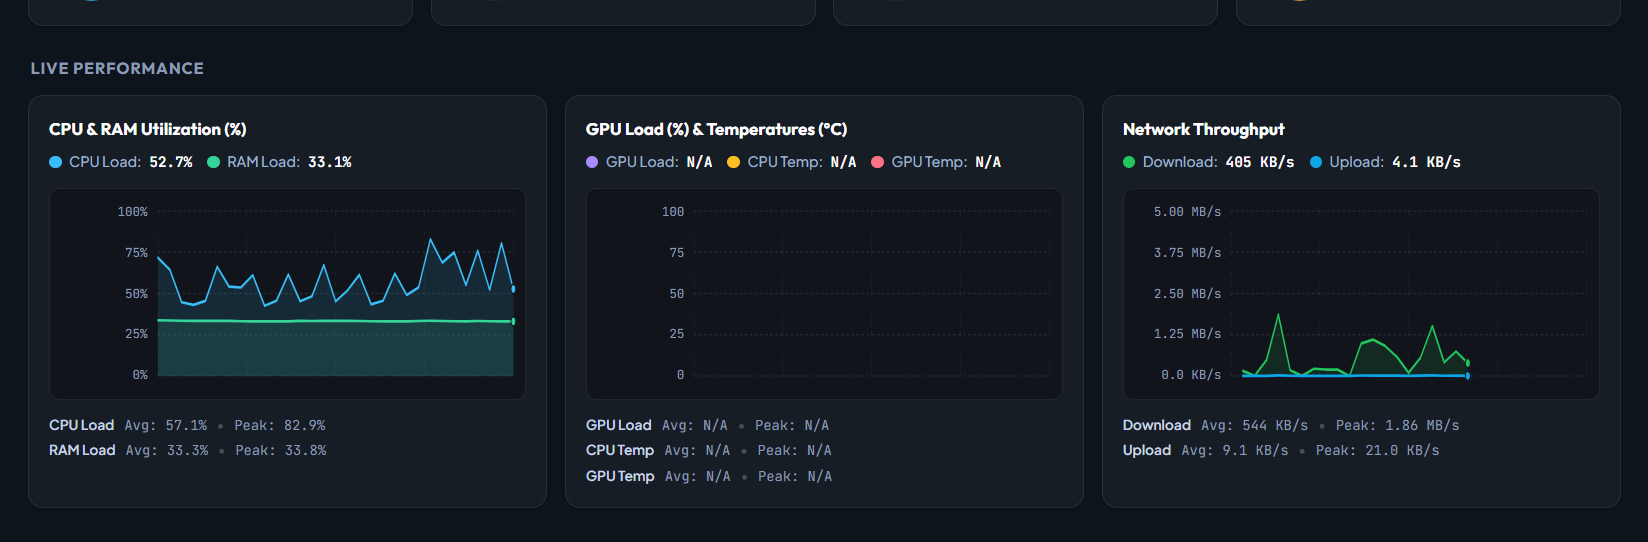 LIVE PERFORMANCE
CPU & RAM Utilization (%)
CPU Load: 52.7% RAM Load: 33.1%
100%
75%
50%
25%
0%
CPU Load Avg: 57.1% • Peak: 82.9%
RAM Load Avg: 33.3% • Peak: 33.8%
GPU Load (%) & Temperatures (°C)
GPU Load: N/A CPU Temp: N/A GPU Temp: N/A
100
75
50
25
0
GPU Load Avg: N/A • Peak: N/A
CPU Temp Avg: N/A • Peak: N/A
GPU Temp Avg: N/A • Peak: N/A
Network Throughput
Download: 405 KB/s Upload: 4.1 KB/s
5.00 MB/s
3.75 MB/s
2.50 MB/s
1.25 MB/s
0.0 KB/s
Download Avg: 544 KB/s • Peak: 1.86 MB/s
Upload Avg: 9.1 KB/s • Peak: 21.0 KB/s